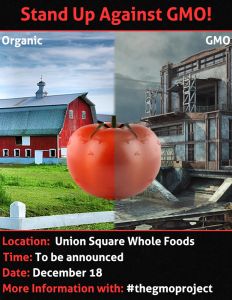 Stand Up Against GMO!
Organic GMO
Location: Union Square Whole Foods
Time: To be announced
Date: December 18
More Information with: #thegmoproject